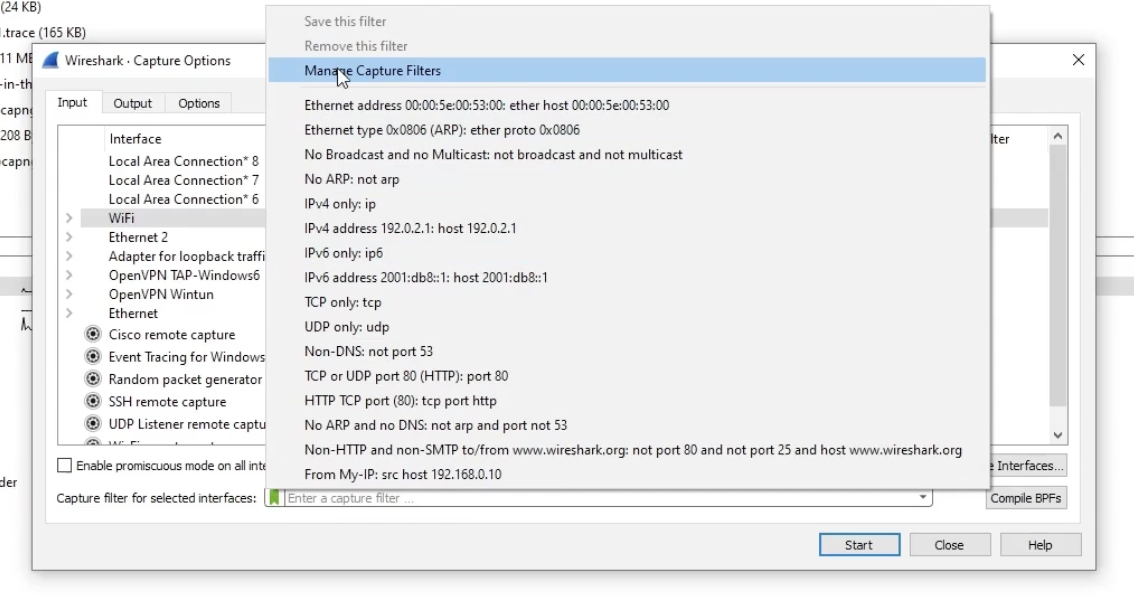 (24 KB)
.trace (165 KB)
Wireshark · Capture Options
Input Output Options
Interface
Local Area Connection* 8
Local Area Connection* 7
Local Area Connection* 6
WiFi
Ethernet 2
Adapter for loopback traffi
OpenVPN TAP-Windows6
OpenVPN Wintun
Ethernet
Cisco remote capture
Event Tracing for Windows
Random packet generator
SSH remote capture
UDP Listener remote captu
Enable promiscuous mode on all inte
Capture filter for selected interfaces: Enter a capture filter ...
Save this filter
Remove this filter
Manage Capture Filters
Ethernet address 00:00:5e:00:53:00: ether host 00:00:5e:00:53:00
Ethernet type 0x0806 (ARP): ether proto 0x0806
No Broadcast and no Multicast: not broadcast and not multicast
No ARP: not arp
IPv4 only: ip
IPv4 address 192.0.2.1: host 192.0.2.1
IPv6 only: ip6
IPv6 address 2001:db8::1: host 2001:db8::1
TCP only: tcp
UDP only: udp
Non-DNS: not port 53
TCP or UDP port 80 (HTTP): port 80
HTTP TCP port (80): tcp port http
No ARP and no DNS: not arp and port not 53
Non-HTTP and non-SMTP to/from www.wireshark.org: not port 80 and not port 25 and host www.wireshark.org
From My-IP: src host 192.168.0.10
lter
e Interfaces...
Compile BPFs
Start Close Help
11 ME
-in-th
capng
208 B
capn
der